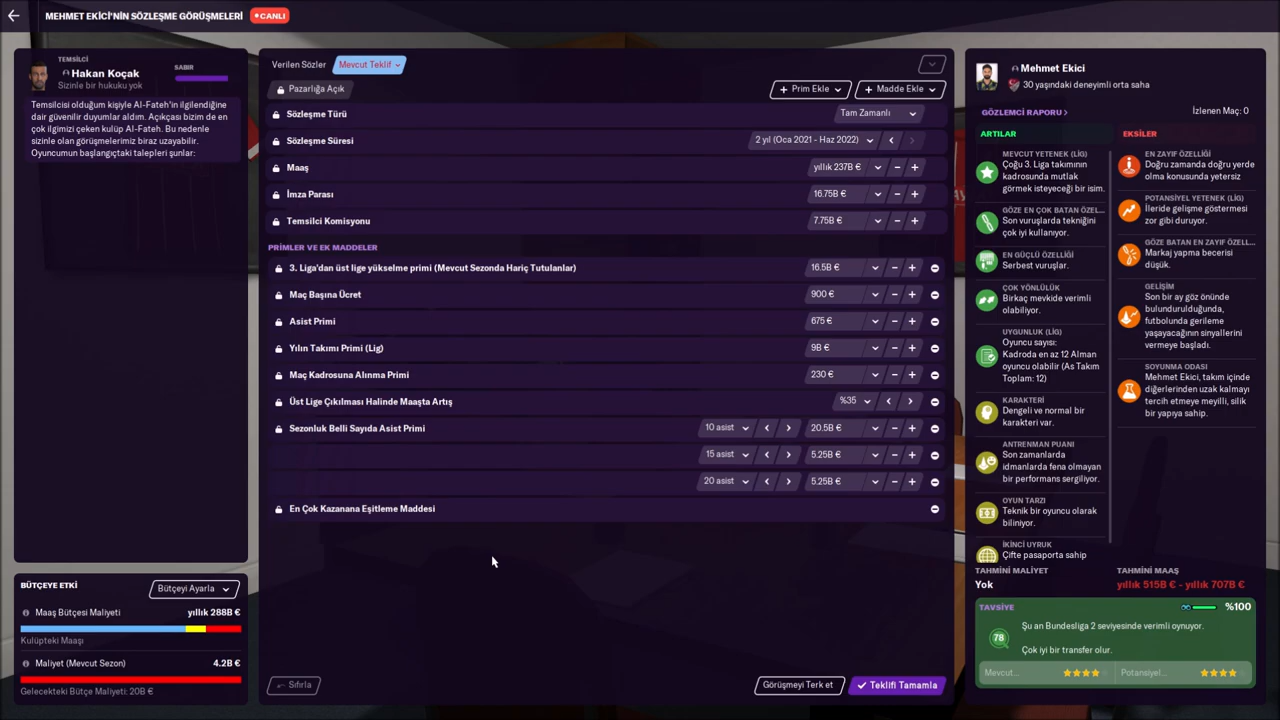 MEHMET EKİCİ'NİN SÖZLEŞME GÖRÜŞMELERİ
CANLI
TEMSİLCİ
Hakan Koçak
Sizinle bir hukuku yok
SABIR
Temsilcisi olduğum kişiyle Al-Fateh'in ilgilendiğine
dair güvenilir duyumlar aldım. Açıkçası bizim de en
çok ilgimizi çeken kulüp Al-Fateh. Bu nedenle
sizinle olan görüşmelerimiz biraz uzayabilir.
Oyuncumun başlangıçtaki talepleri şunlar:
BÜTÇEYE ETKİ
Bütçeyi Ayarla
Maaş Bütçesi Maliyeti yıllık 288B €
Kulüpteki Maaşı
Maliyet (Mevcut Sezon) 4.2B €
Gelecekteki Bütçe Maliyeti: 20B €
Verilen Sözler Mevcut Teklif
Pazarlığa Açık
+ Prim Ekle
+ Madde Ekle
Sözleşme Türü Tam Zamanlı
Sözleşme Süresi 2 yıl (Oca 2021 - Haz 2022)
Maaş yıllık 237B €
İmza Parası 16.75B €
Temsilci Komisyonu 7.75B €
PRİMLER VE EK MADDELER
3. Liga'dan üst lige yükselme primi (Mevcut Sezonda Hariç Tutulanlar) 16.5B €
Maç Başına Ücret 900 €
Asist Primi 675 €
Yılın Takımı Primi (Lig) 9B €
Maç Kadrosuna Alınma Primi 230 €
Üst Lige Çıkılması Halinde Maaşta Artış %35
Sezonluk Belli Sayıda Asist Primi 10 asist 20.5B €
15 asist 5.25B €
20 asist 5.25B €
En Çok Kazanana Eşitleme Maddesi
Sıfırla
Görüşmeyi Terk et
Teklifi Tamamla
Mehmet Ekici
30 yaşındaki deneyimli orta saha
GÖZLEMCİ RAPORU >
İzlenen Maç: 0
ARTILAR
MEVCUT YETENEK (LİG)
Çoğu 3. Liga takımının
kadrosunda mutlak
görmek isteyeceği bir isim.
GÖZE EN ÇOK BATAN ÖZEL...
Son vuruşlarda tekniğini
çok iyi kullanıyor.
EN GÜÇLÜ ÖZELLİĞİ
Serbest vuruşlar.
ÇOK YÖNLÜLÜK
Birkaç mevkide verimli
olabiliyor.
UYGUNLUK (LİG)
Oyuncu sayısı:
Kadroda en az 12 Alman
oyuncu olabilir (As Takım
Toplam: 12)
KARAKTERİ
Dengeli ve normal bir
karakteri var.
ANTRENMAN PUANI
Son zamanlarda
idmanlarda fena olmayan
bir performans sergiliyor.
OYUN TARZI
Teknik bir oyuncu olarak
biliniyor.
İKİNCİ UYRUK
Çifte pasaporta sahip
EKSİLER
EN ZAYIF ÖZELLİĞİ
Doğru zamanda doğru yerde
olma konusunda yetersiz
POTANSİYEL YETENEK (LİG)
İleride gelişme göstermesi
zor gibi duruyor.
GÖZE BATAN EN ZAYIF ÖZELL...
Markaj yapma becerisi
düşük.
GELİŞİM
Son bir ay göz önünde
bulundurulduğunda,
futbolunda gerileme
yaşayacağının sinyallerini
vermeye başladı.
SOYUNMA ODASI
Mehmet Ekici, takım içinde
diğerlerinden uzak kalmayı
tercih etmeye meyilli, silik
bir yapıya sahip.
TAHMİNİ MALİYET
Yok
TAHMİNİ MAAŞ
yıllık 515B € - yıllık 707B €
TAVSİYE
%100
78
Şu an Bundesliga 2 seviyesinde verimli oynuyor.
Çok iyi bir transfer olur.
Mevcut...
Potansiyel...